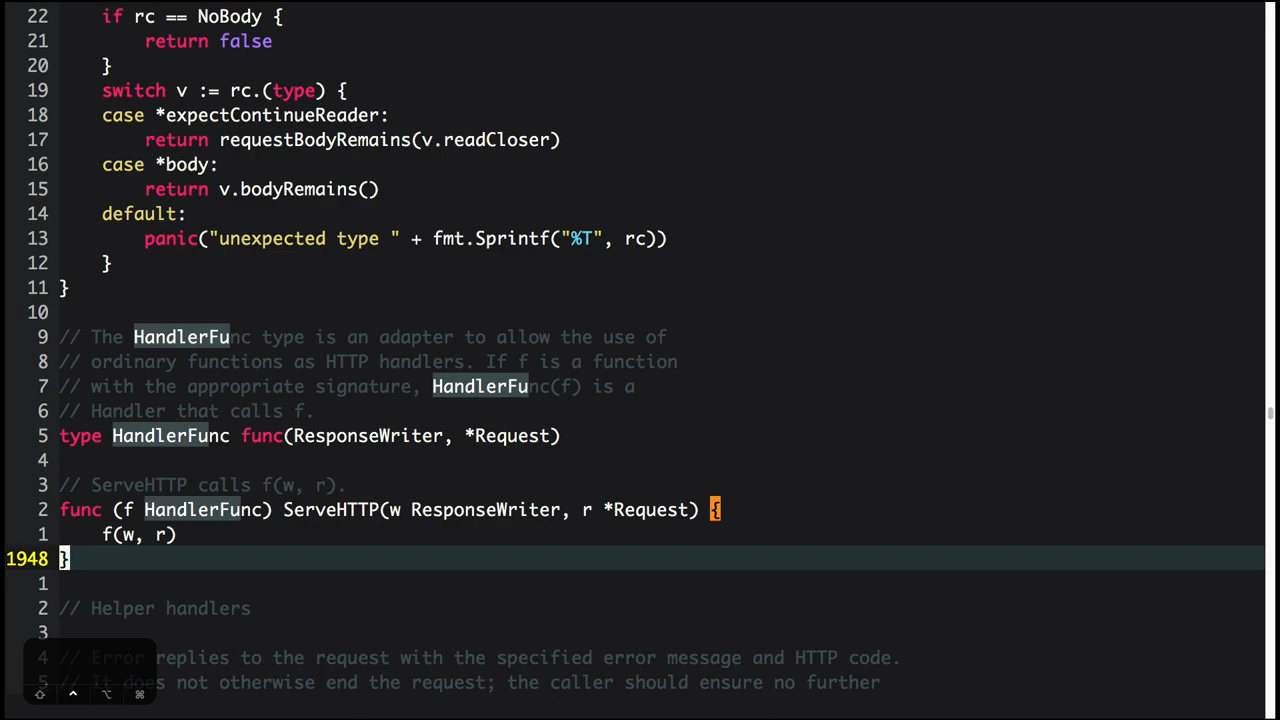 22 if rc == NoBody {
21 return false
20 }
19 switch v := rc.(type) {
18 case *expectContinueReader:
17 return requestBodyRemains(v.readCloser)
16 case *body:
15 return v.bodyRemains()
14 default:
13 panic("unexpected type " + fmt.Sprintf("%T", rc))
12 }
11 }
10
9 // The HandlerFunc type is an adapter to allow the use of
8 // ordinary functions as HTTP handlers. If f is a function
7 // with the appropriate signature, HandlerFunc(f) is a
6 // Handler that calls f.
5 type HandlerFunc func(ResponseWriter, *Request)
4
3 // ServeHTTP calls f(w, r).
2 func (f HandlerFunc) ServeHTTP(w ResponseWriter, r *Request) {
1 f(w, r)
1948 }
1
2 // Helper handlers
3
4 // Error replies to the request with the specified error message and HTTP code.
5 // It does not otherwise end the request; the caller should ensure no further